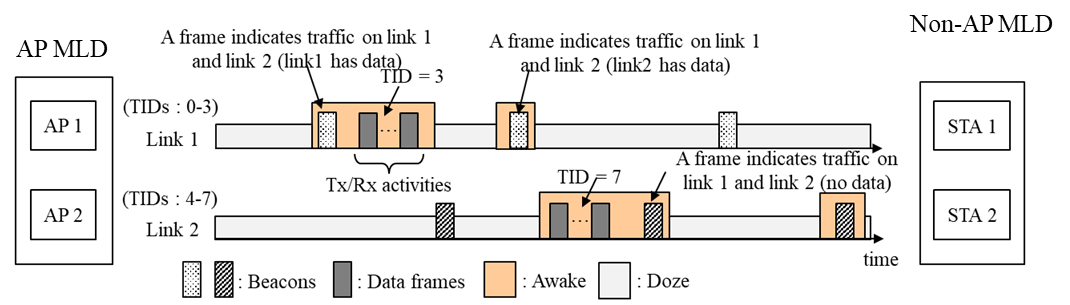 AP MLD
Non-AP MLD
A frame indicates traffic on link 1
and link 2 (link1 has data)
TID = 3
A frame indicates traffic on link 1
and link 2 (link2 has data)
(TIDs : 0-3)
Link 1
AP 1
STA 1
...
Tx/Rx activities
A frame indicates traffic on
link 1 and link 2 (no data)
TID = 7
(TIDs : 4-7)
Link 2
AP 2
STA 2
...
time
: Beacons
: Data frames
: Awake
: Doze